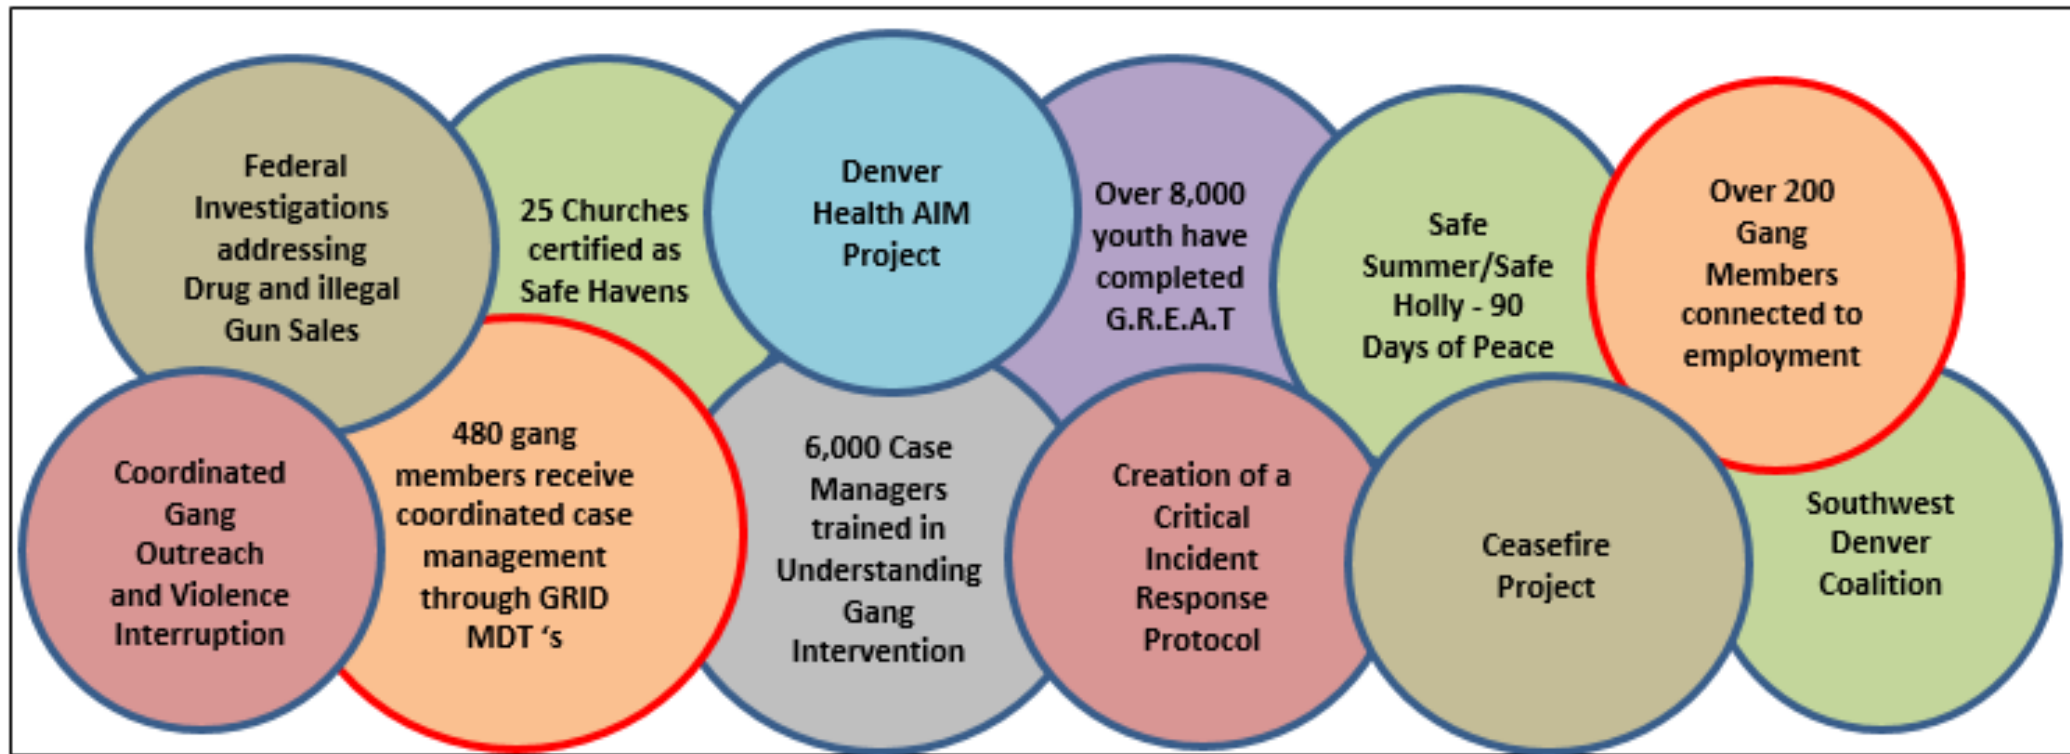 Federal
Investigations
addressing
Drug and illegal
Gun Sales
25 Churches
certified as
Safe Havens
Denver
Health AIM
Project
Over 8,000
youth have
completed
G.R.E.A.T
Safe
Summer/Safe
Holly - 90
Days of Peace
Over 200
Gang
Members
connected to
employment
Coordinated
Gang
Outreach
and Violence
Interruption
480 gang
members receive
coordinated case
management
through GRID
MDT ‘s
6,000 Case
Managers
trained in
Understanding
Gang
Intervention
Creation of a
Critical
Incident
Response
Protocol
Ceasefire
Project
Southwest
Denver
Coalition